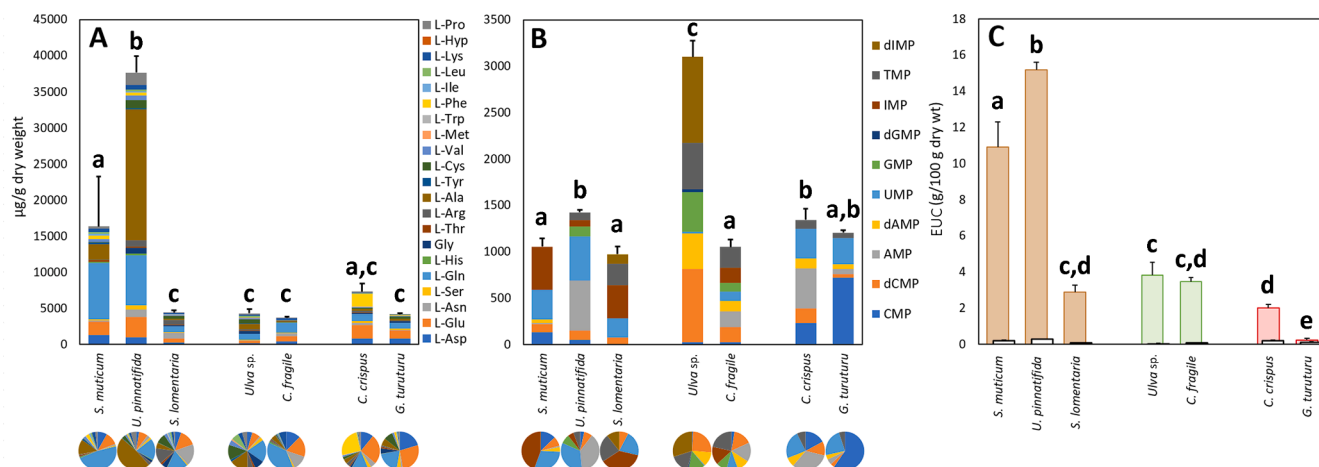 A
µg/g dry weight
45000
40000
35000
30000
25000
20000
15000
10000
5000
0
a
b
c
c
c
a,c
c
S. muticum
U. pinnatifida
S. lomentaria
Ulva sp.
C. fragile
C. crispus
G. turuturu
L-Pro
L-Hyp
L-Lys
L-Leu
L-Ile
L-Phe
L-Trp
L-Met
L-Val
L-Cys
L-Tyr
L-Ala
L-Arg
L-Thr
Gly
L-His
L-Gln
L-Ser
L-Asn
L-Glu
L-Asp
B
3500
3000
2500
2000
1500
1000
500
0
a
b
a
c
a
b
a,b
S. muticum
U. pinnatifida
S. lomentaria
Ulva sp.
C. fragile
C. crispus
G. turuturu
dIMP
TMP
IMP
dGMP
GMP
UMP
dAMP
AMP
dCMP
CMP
C
EUC (g/100 g dry wt)
18
16
14
12
10
8
6
4
2
0
a
b
c,d
c
c,d
d
e
S. muticum
U. pinnatifida
S. lomentaria
Ulva sp.
C. fragile
C. crispus
G. turuturu